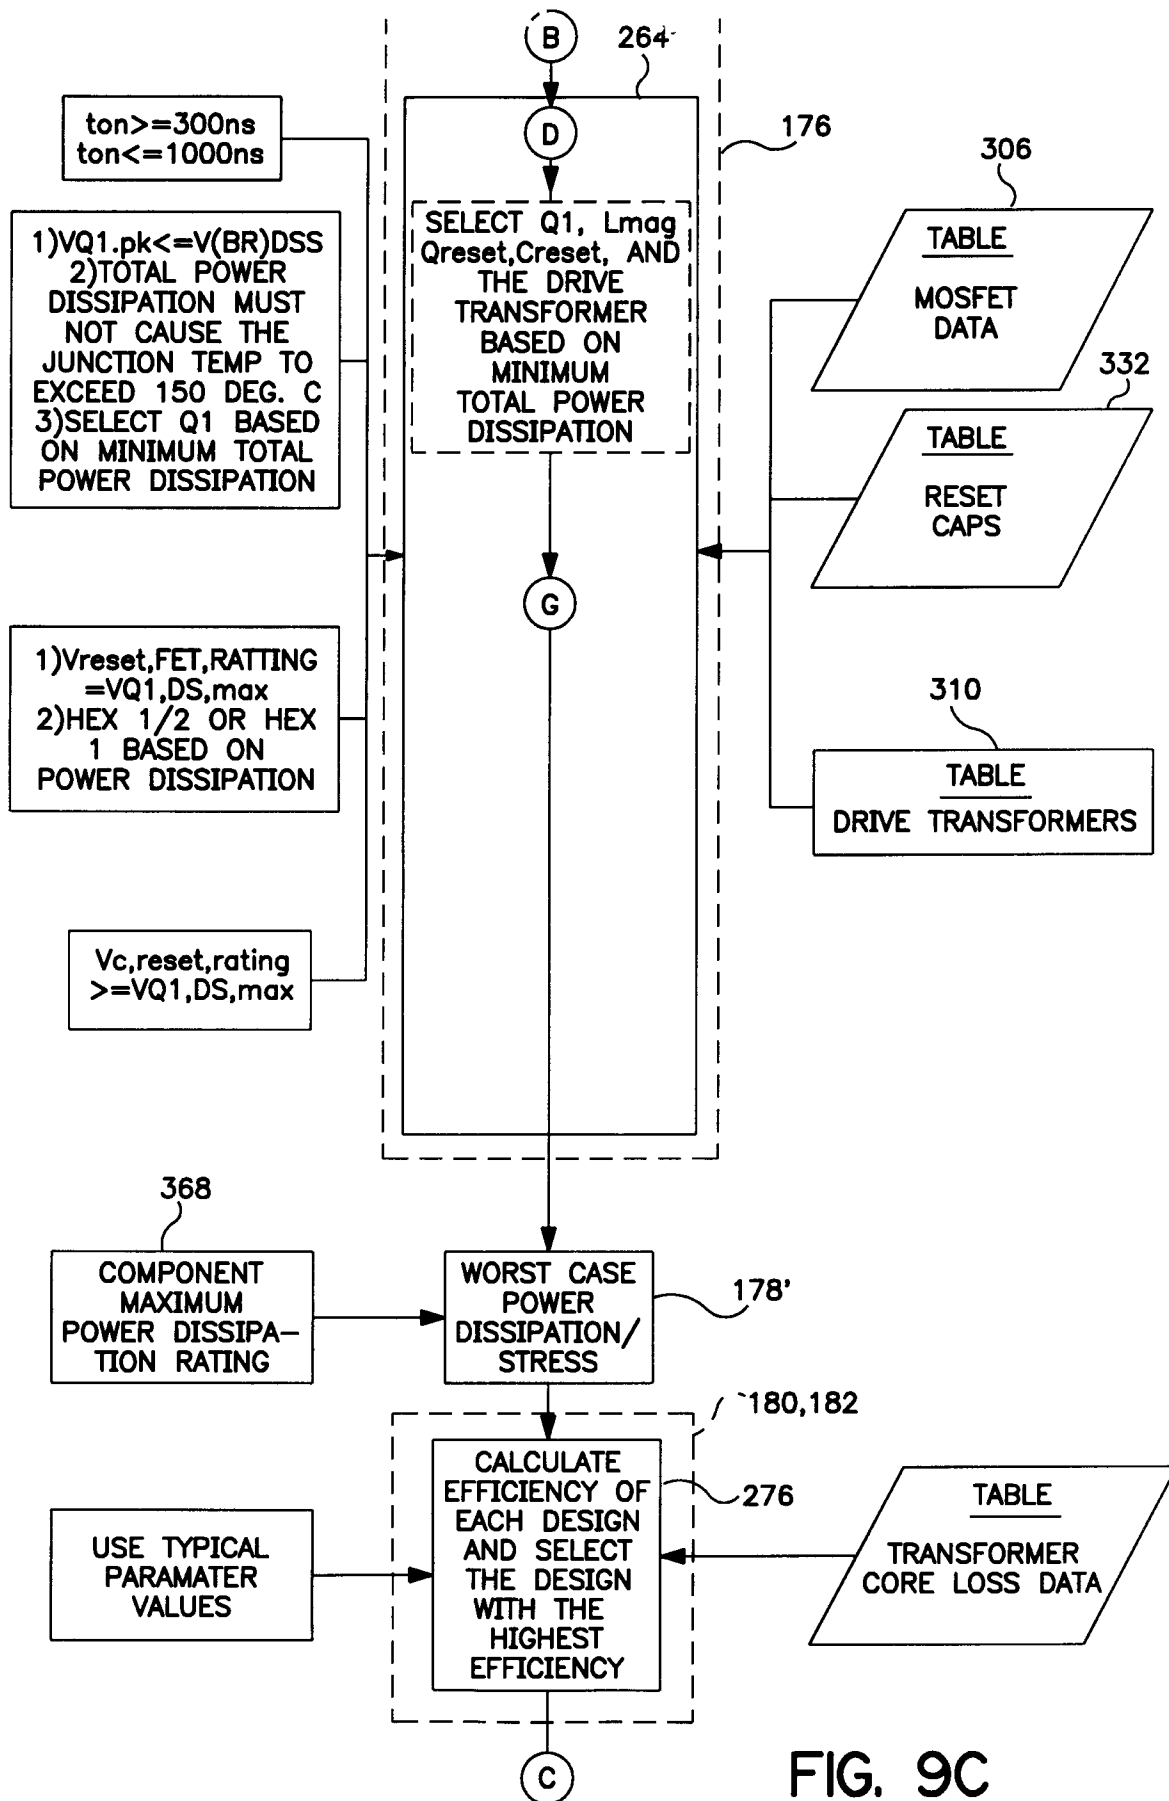 B
264
ton>=300ns
ton<=1000ns
D
176
306
1)VQ1.pk<=V(BR)DSS
2)TOTAL POWER
DISSIPATION MUST
NOT CAUSE THE
JUNCTION TEMP TO
EXCEED 150 DEG. C
3)SELECT Q1 BASED
ON MINIMUM TOTAL
POWER DISSIPATION
SELECT Q1, Lmag
Qreset,Creset, AND
THE DRIVE
TRANSFORMER
BASED ON
MINIMUM
TOTAL POWER
DISSIPATION
TABLE
MOSFET
DATA
332
TABLE
RESET
CAPS
G
1)Vreset,FET,RATTING
=VQ1,DS,max
2)HEX 1/2 OR HEX
1 BASED ON
POWER DISSIPATION
310
TABLE
DRIVE TRANSFORMERS
Vc,reset,rating
>=VQ1,DS,max
368
COMPONENT
MAXIMUM
POWER DISSIPA-
TION RATING
WORST CASE
POWER
DISSIPATION/
STRESS
178'
180,182
CALCULATE
EFFICIENCY OF
EACH DESIGN
AND SELECT
THE DESIGN
WITH THE
HIGHEST
EFFICIENCY
276
USE TYPICAL
PARAMATER
VALUES
TABLE
TRANSFORMER
CORE LOSS DATA
C
FIG. 9C